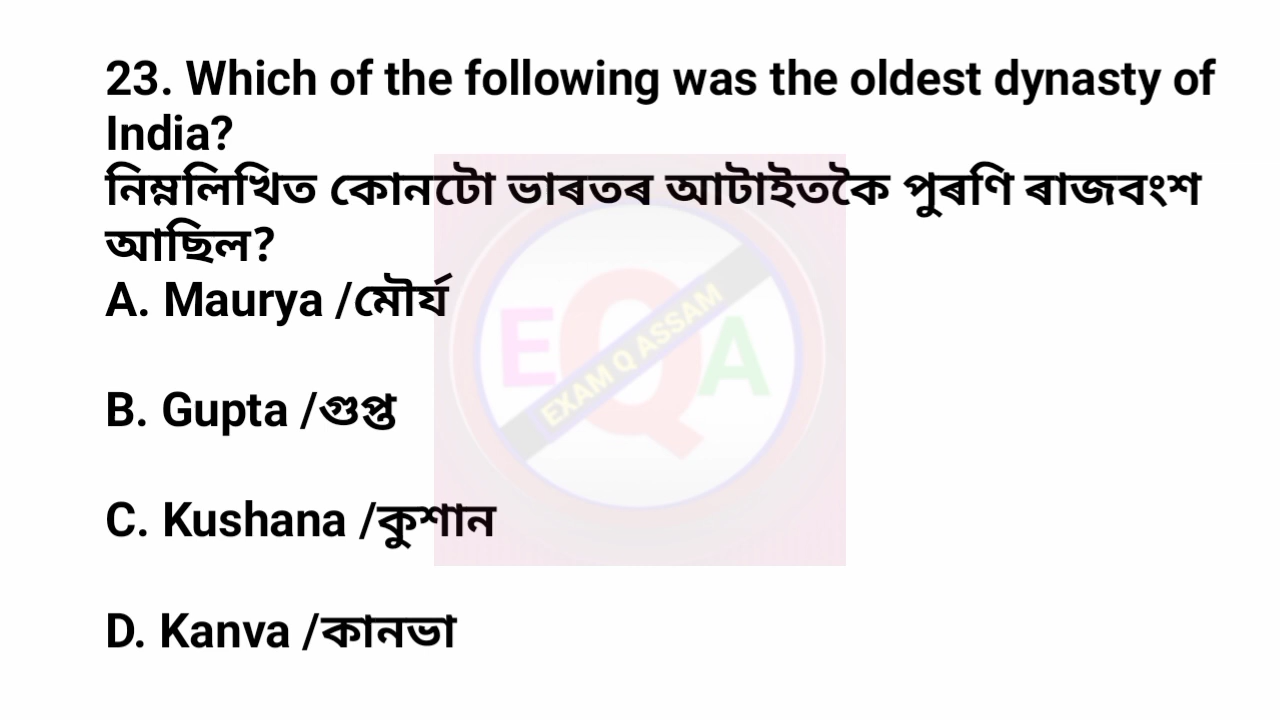 23. Which of the following was the oldest dynasty of
India?
নিম্নলিখিত কোনটো ভাৰতৰ আটাইতকৈ পুৰণি ৰাজবংশ
আছিল?
A. Maurya /মৌৰ্য
B. Gupta /গুপ্ত
C. Kushana /কুশান
D. Kanva /কানভা
EQA
EXAM Q ASSAM